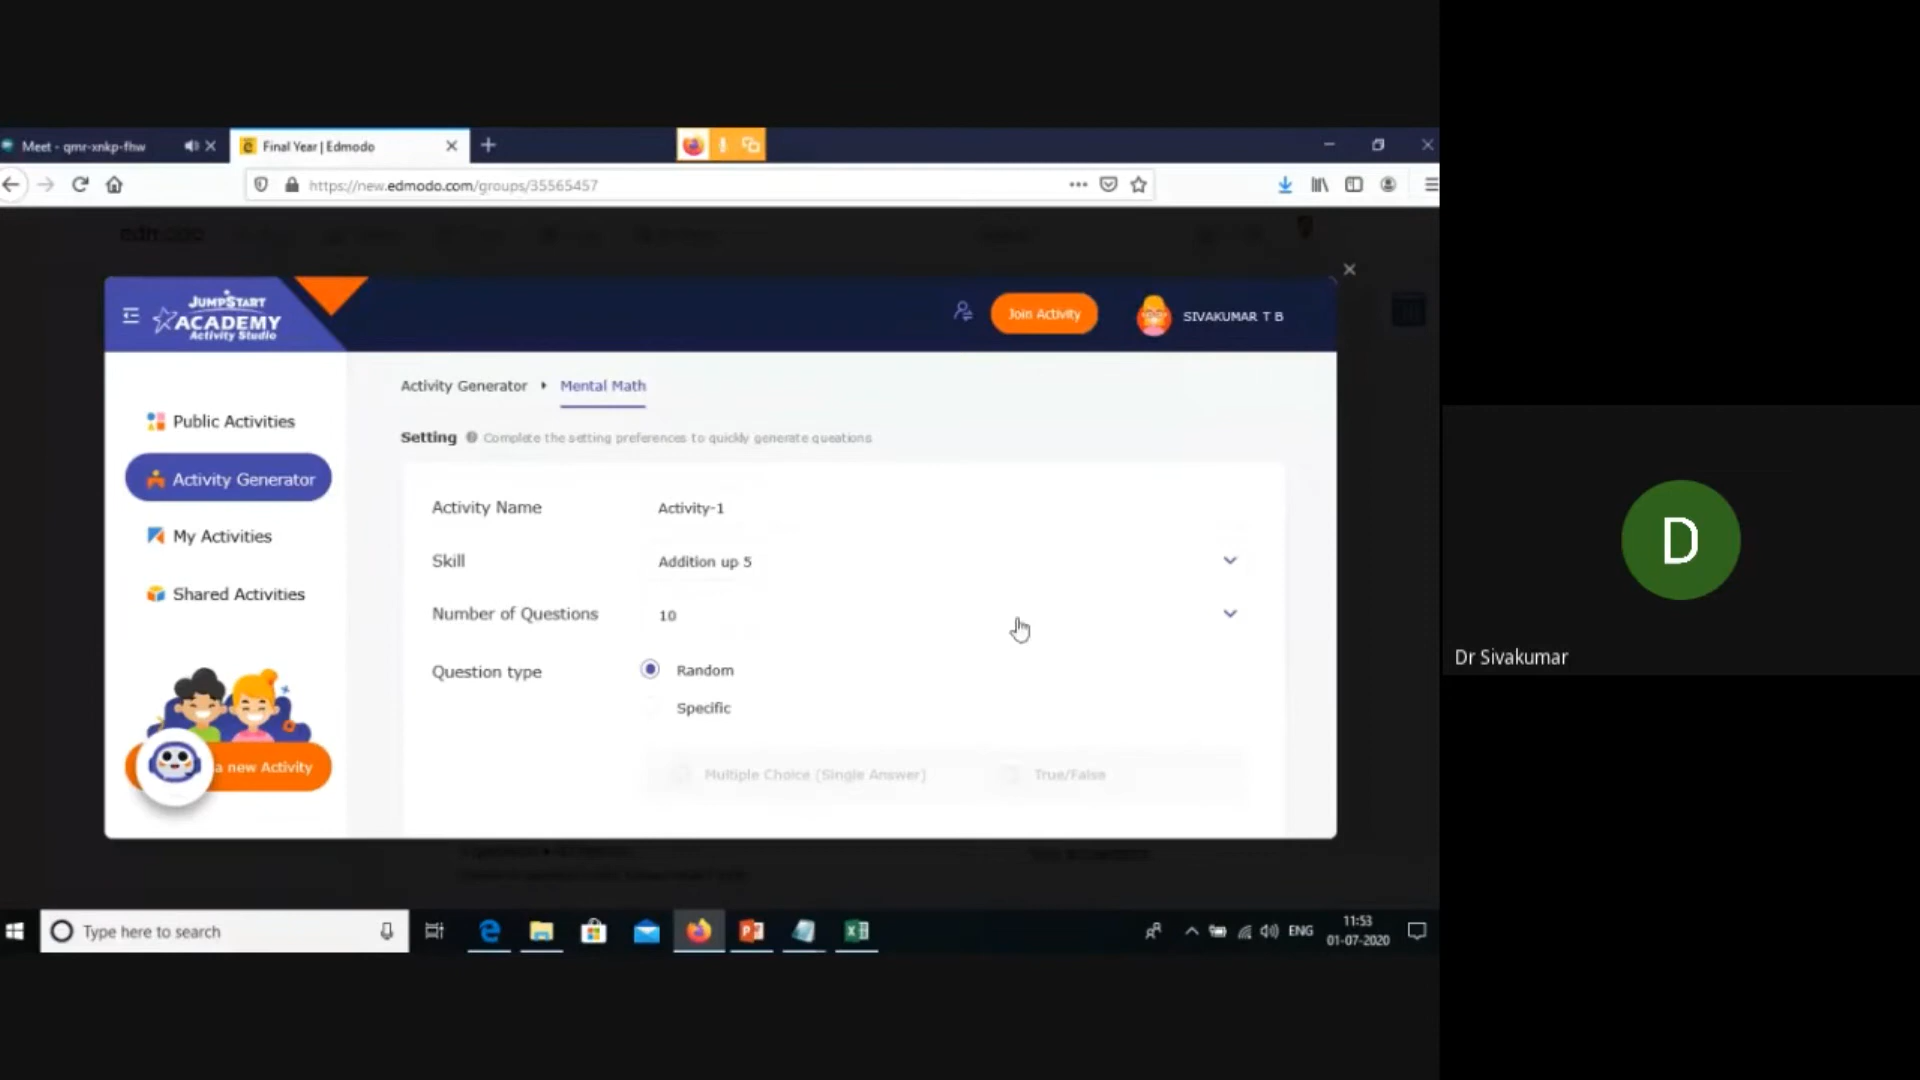 Meet - qmr-xnkp-fhw
Final Year | Edmodo
https://new.edmodo.com/groups/35565457
JUMPSTART
ACADEMY
Activity Studio
Join Activity
SIVAKUMAR T B
Public Activities
Activity Generator
My Activities
Shared Activities
a new Activity
Activity Generator
Mental Math
Setting
Complete the setting preferences to quickly generate questions
Activity Name
Activity-1
Skill
Addition up 5
Number of Questions
10
Question type
Random
Specific
Multiple Choice (Single Answer)
True/False
D
Dr Sivakumar
Type here to search
ENG
11:53
01-07-2020